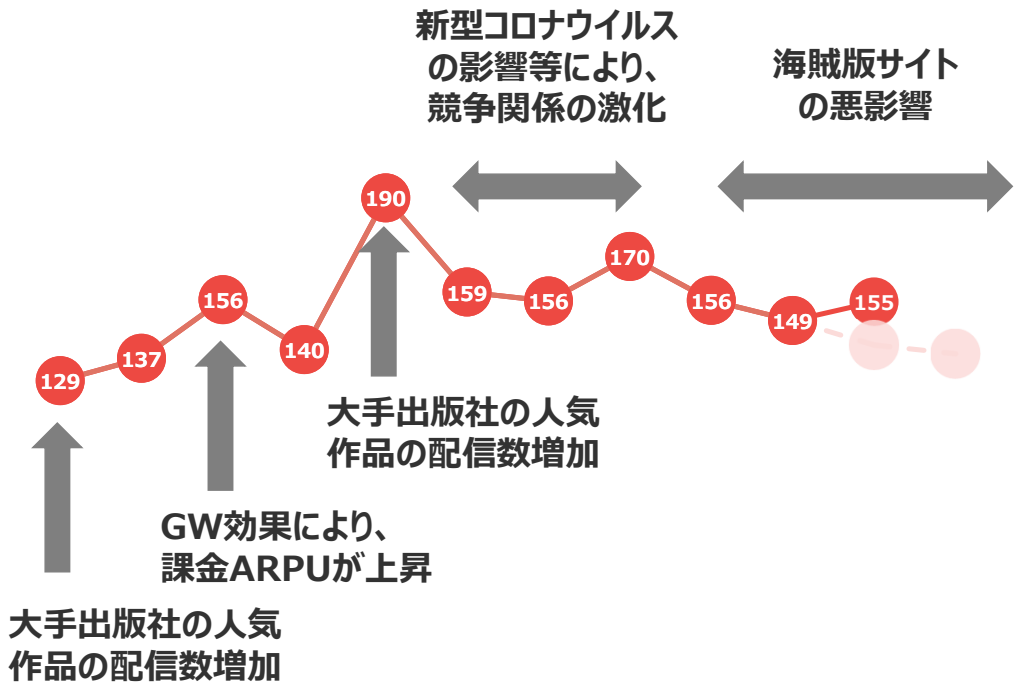 新型コロナウイルス
の影響等により、
競争関係の激化
海賊版サイト
の悪影響
190
170
159
156
156
156
155
149
140
137
129
大手出版社の人気
作品の配信数増加
GW効果により、
課金ARPUが上昇
大手出版社の人気
作品の配信数増加